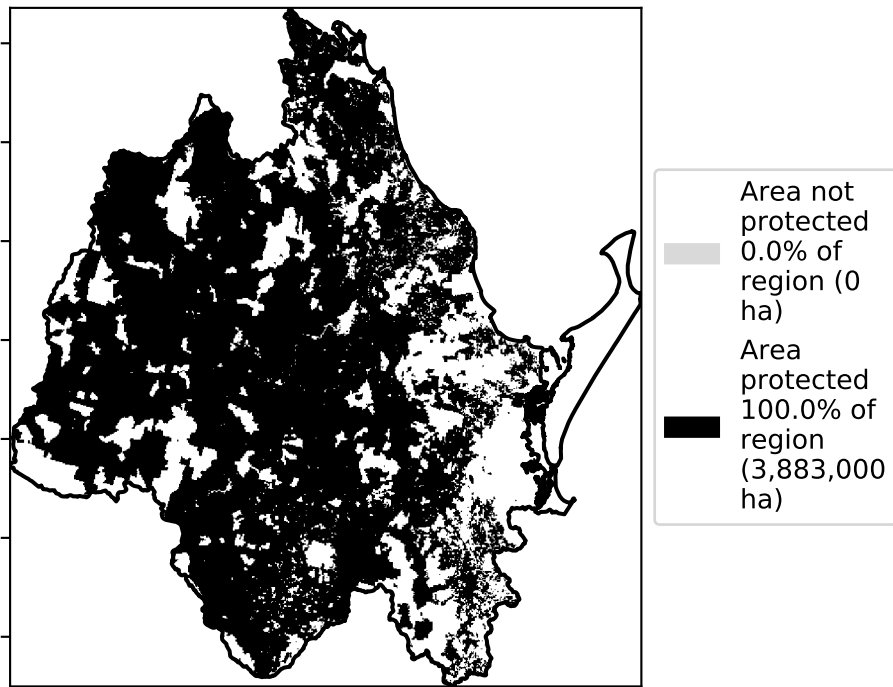 Area not
protected
0.0% of
region (0
ha)
Area
protected
100.0% of
region
(3,883,000
ha)